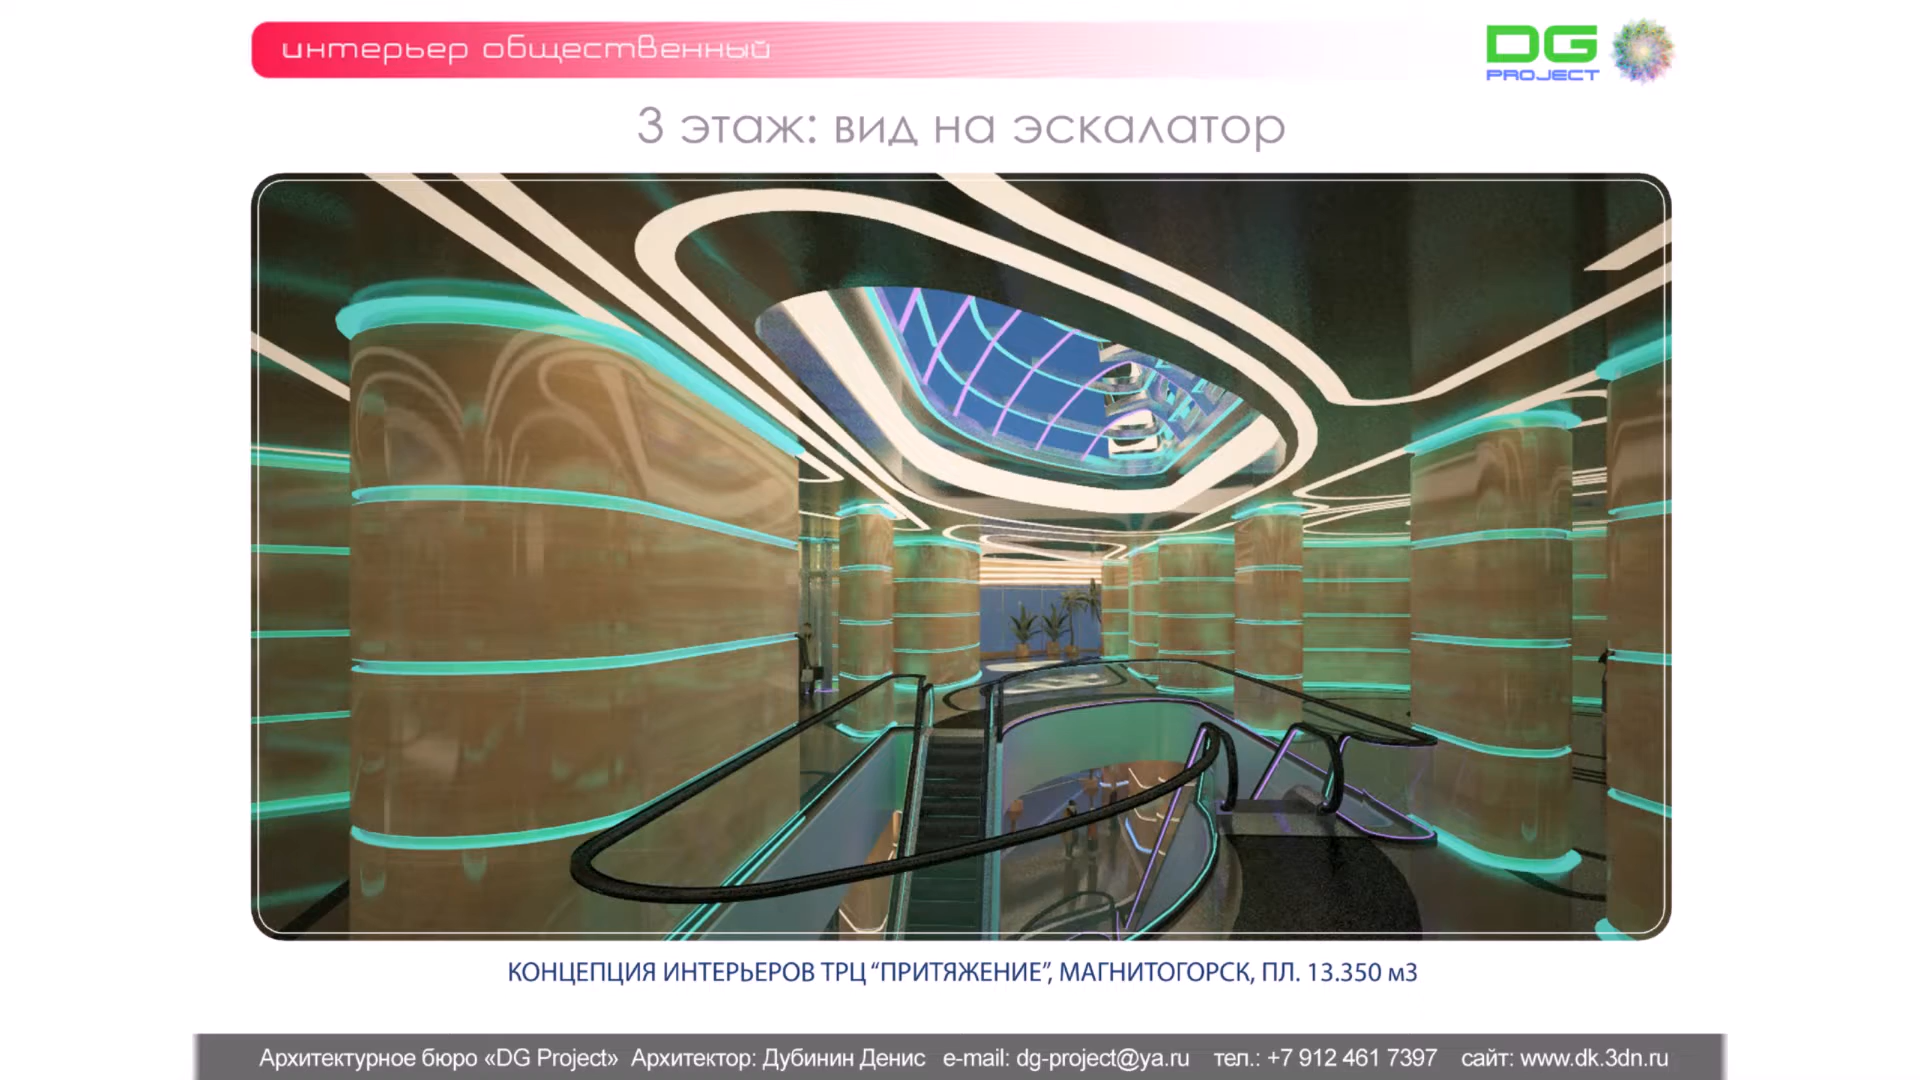 интерьер общественный
DG
PROJECT
3 этаж: вид на эскалатор
КОНЦЕПЦИЯ ИНТЕРЬЕРОВ ТРЦ “ПРИТЯЖЕНИЕ”, МАГНИТОГОРСК, ПЛ. 13.350 м3
Архитектурное бюро «DG Project» Архитектор: Дубинин Денис e-mail: dg-project@ya.ru тел.: +7 912 461 7397 сайт: www.dk.3dn.ru